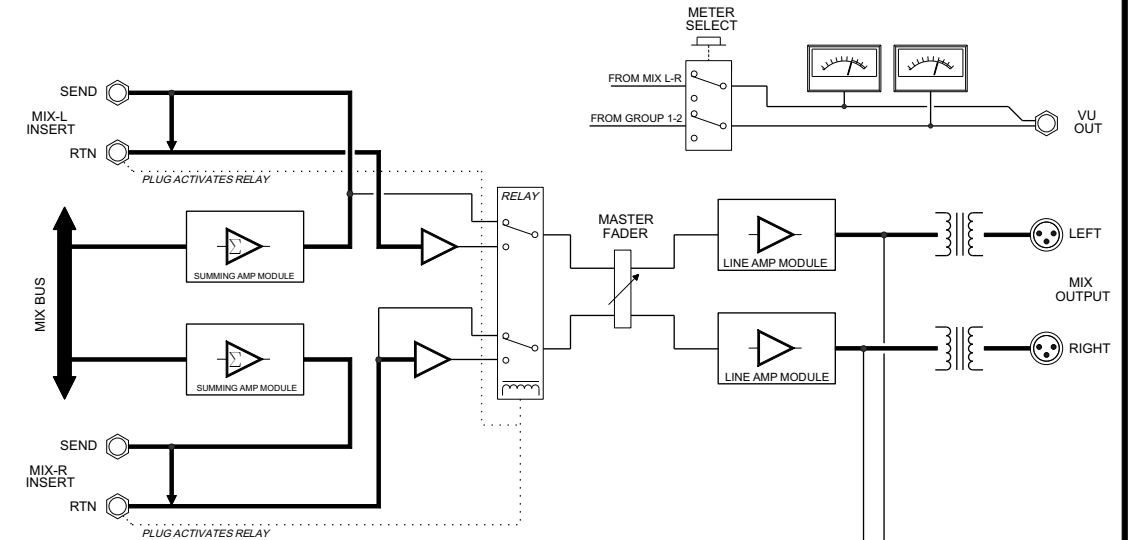 METER
SELECT
FROM MIX L-R
FROM GROUP 1-2
VU
OUT
SEND
MIX-L
INSERT
RTN
PLUG ACTIVATES RELAY
RELAY
MIX BUS
Σ
SUMMING AMP MODULE
Σ
SUMMING AMP MODULE
MASTER
FADER
LINE AMP MODULE
LINE AMP MODULE
LEFT
MIX
OUTPUT
RIGHT
SEND
MIX-R
INSERT
RTN
PLUG ACTIVATES RELAY